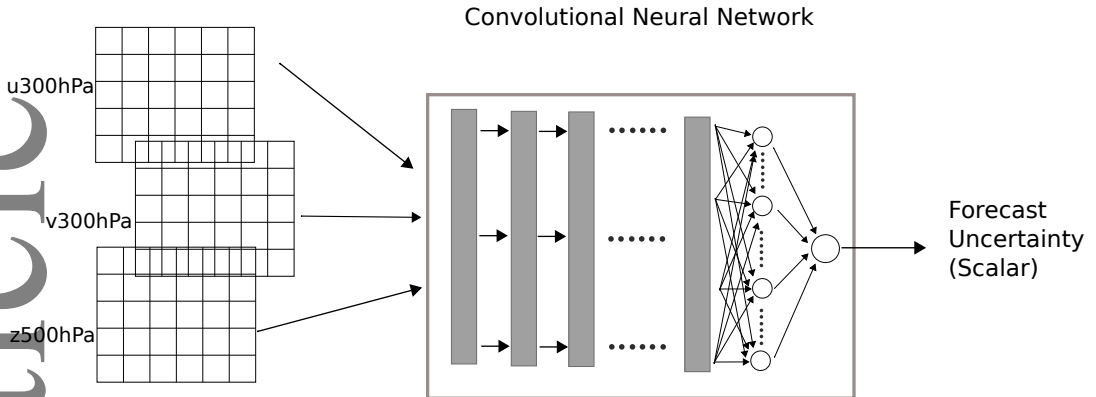 Convolutional Neural Network
u300hPa
v300hPa
z500hPa
Forecast
Uncertainty
(Scalar)